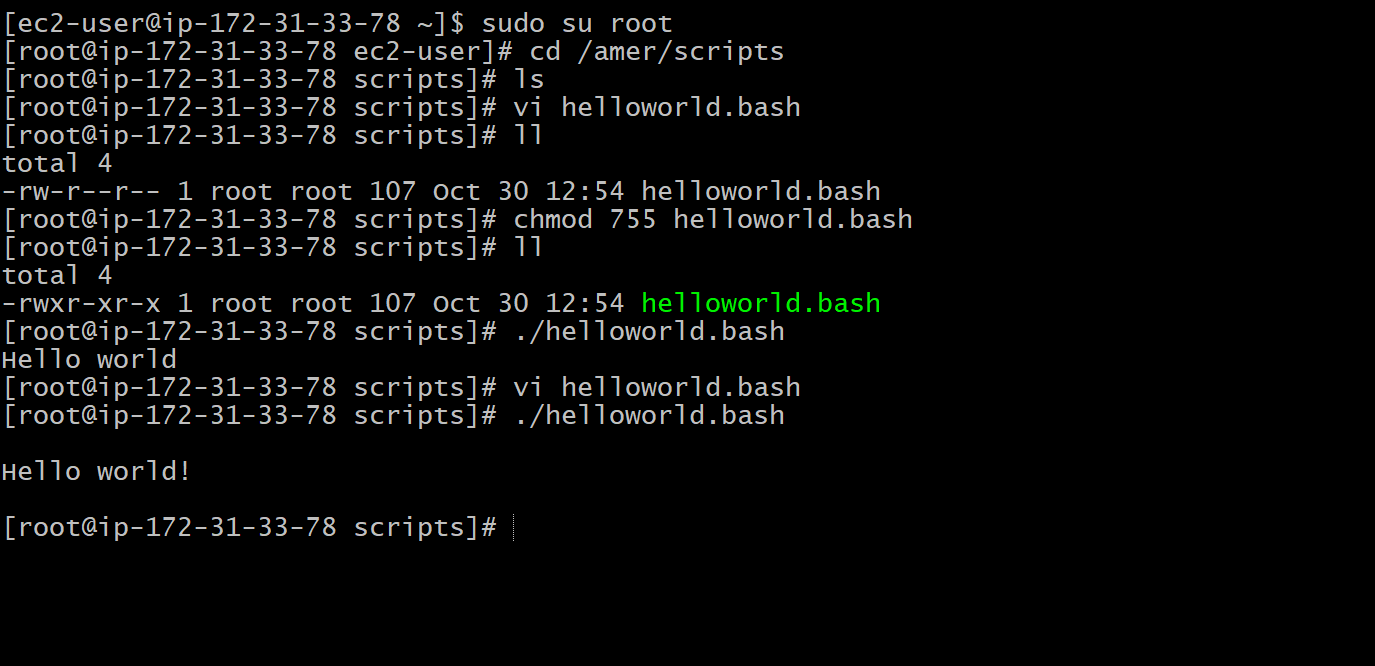 [ec2-user@ip-172-31-33-78 ~]$ sudo su root
[root@ip-172-31-33-78 ec2-user]# cd /amer/scripts
[root@ip-172-31-33-78 scripts]# ls
[root@ip-172-31-33-78 scripts]# vi helloworld.bash
[root@ip-172-31-33-78 scripts]# ll
total 4
-rw-r--r-- 1 root root 107 Oct 30 12:54 helloworld.bash
[root@ip-172-31-33-78 scripts]# chmod 755 helloworld.bash
[root@ip-172-31-33-78 scripts]# ll
total 4
-rwxr-xr-x 1 root root 107 Oct 30 12:54 helloworld.bash
[root@ip-172-31-33-78 scripts]# ./helloworld.bash
Hello world
[root@ip-172-31-33-78 scripts]# vi helloworld.bash
[root@ip-172-31-33-78 scripts]# ./helloworld.bash
Hello world!
[root@ip-172-31-33-78 scripts]#